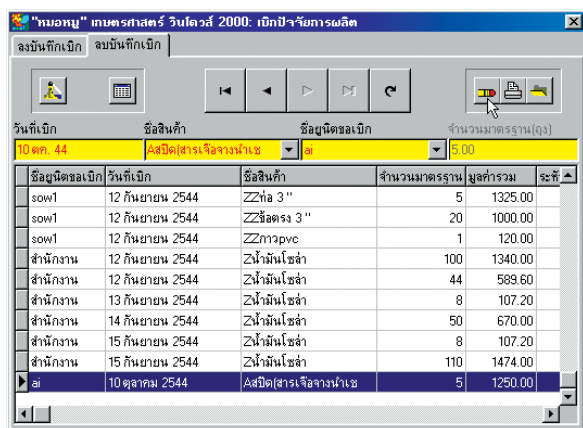 "หมอหมู" เกษตรศาสตร์ วินโดวส์ 2000: เบิกปัจจัยการผลิต
ลงบันทึกเบิก ลบบันทึกเบิก
วันที่เบิก ชื่อสินค้า ชื่อยูนิตขอเบิก จำนวนมาตรฐาน(ถุง)
10 ตค. 44 Aสปิด(สารเจือจางนำเช ai 5.00
ชื่อยูนิตขอเบิก วันที่เบิก ชื่อสินค้า จำนวนมาตรฐาน มูลค่ารวม
sow1 12 กันยายน 2544 ZZท่อ 3 " 5 1325.00
sow1 12 กันยายน 2544 ZZข้อตรง 3 " 20 1000.00
sow1 12 กันยายน 2544 ZZกาวpvc 1 120.00
สำนักงาน 12 กันยายน 2544 Zน้ำมันโซล่า 100 1340.00
สำนักงาน 12 กันยายน 2544 Zน้ำมันโซล่า 44 589.60
สำนักงาน 13 กันยายน 2544 Zน้ำมันโซล่า 8 107.20
สำนักงาน 14 กันยายน 2544 Zน้ำมันโซล่า 50 670.00
สำนักงาน 15 กันยายน 2544 Zน้ำมันโซล่า 8 107.20
สำนักงาน 15 กันยายน 2544 Zน้ำมันโซล่า 110 1474.00
ai 10 ตุลาคม 2544 Aสปิด(สารเจือจางนำเช 5 1250.00